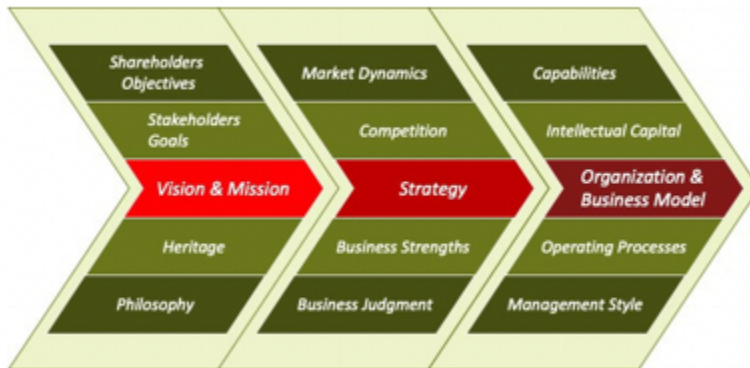 Shareholders
Objectives
Stakeholders
Goals
Vision & Mission
Heritage
Philosophy
Market Dynamics
Competition
Strategy
Business Strengths
Business Judgment
Capabilities
Intellectual Capital
Organization &
Business Model
Operating Processes
Management Style